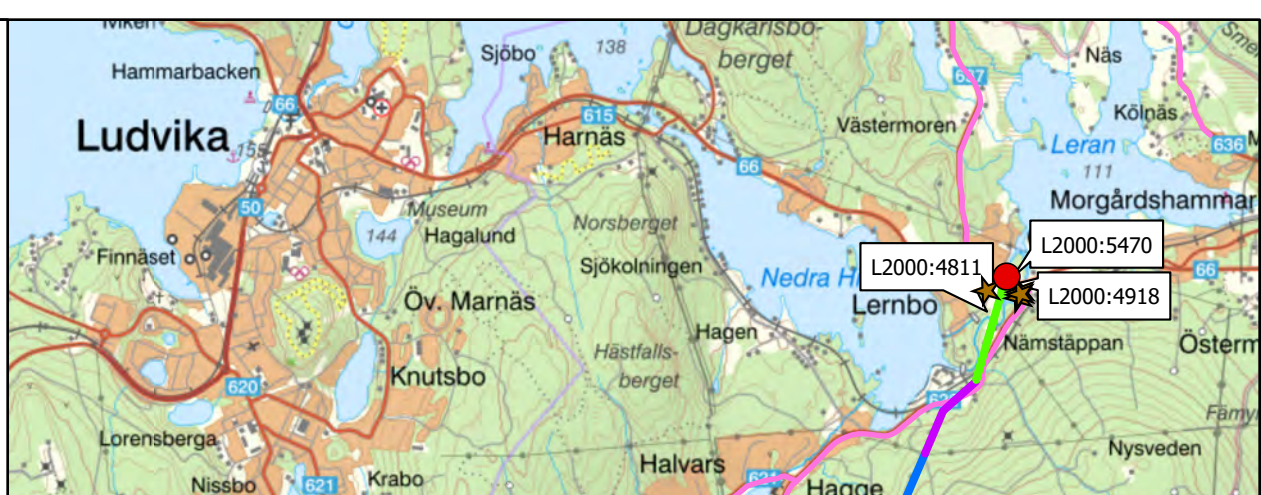 Dagkarlsbo-
berget
Sjöbo
138
Näs
Hammarbacken
66
637
Kölnäs
Ludvika
155
615
Harnäs
Västermoren
Leran
111
636
66
Morgårdshammar
50
Museum
Hagalund
144
Norsberget
Finnäset
Sjökolningen
L2000:4811
L2000:5470
66
Nedra
L2000:4918
Öv. Marnäs
Lernbo
Hagen
Nämstäppan
Österm
Hästfalls-
berget
Knutsbo
620
Lorensberga
Nysveden
Halvars
Nissbo
621
Krabo
Hagge